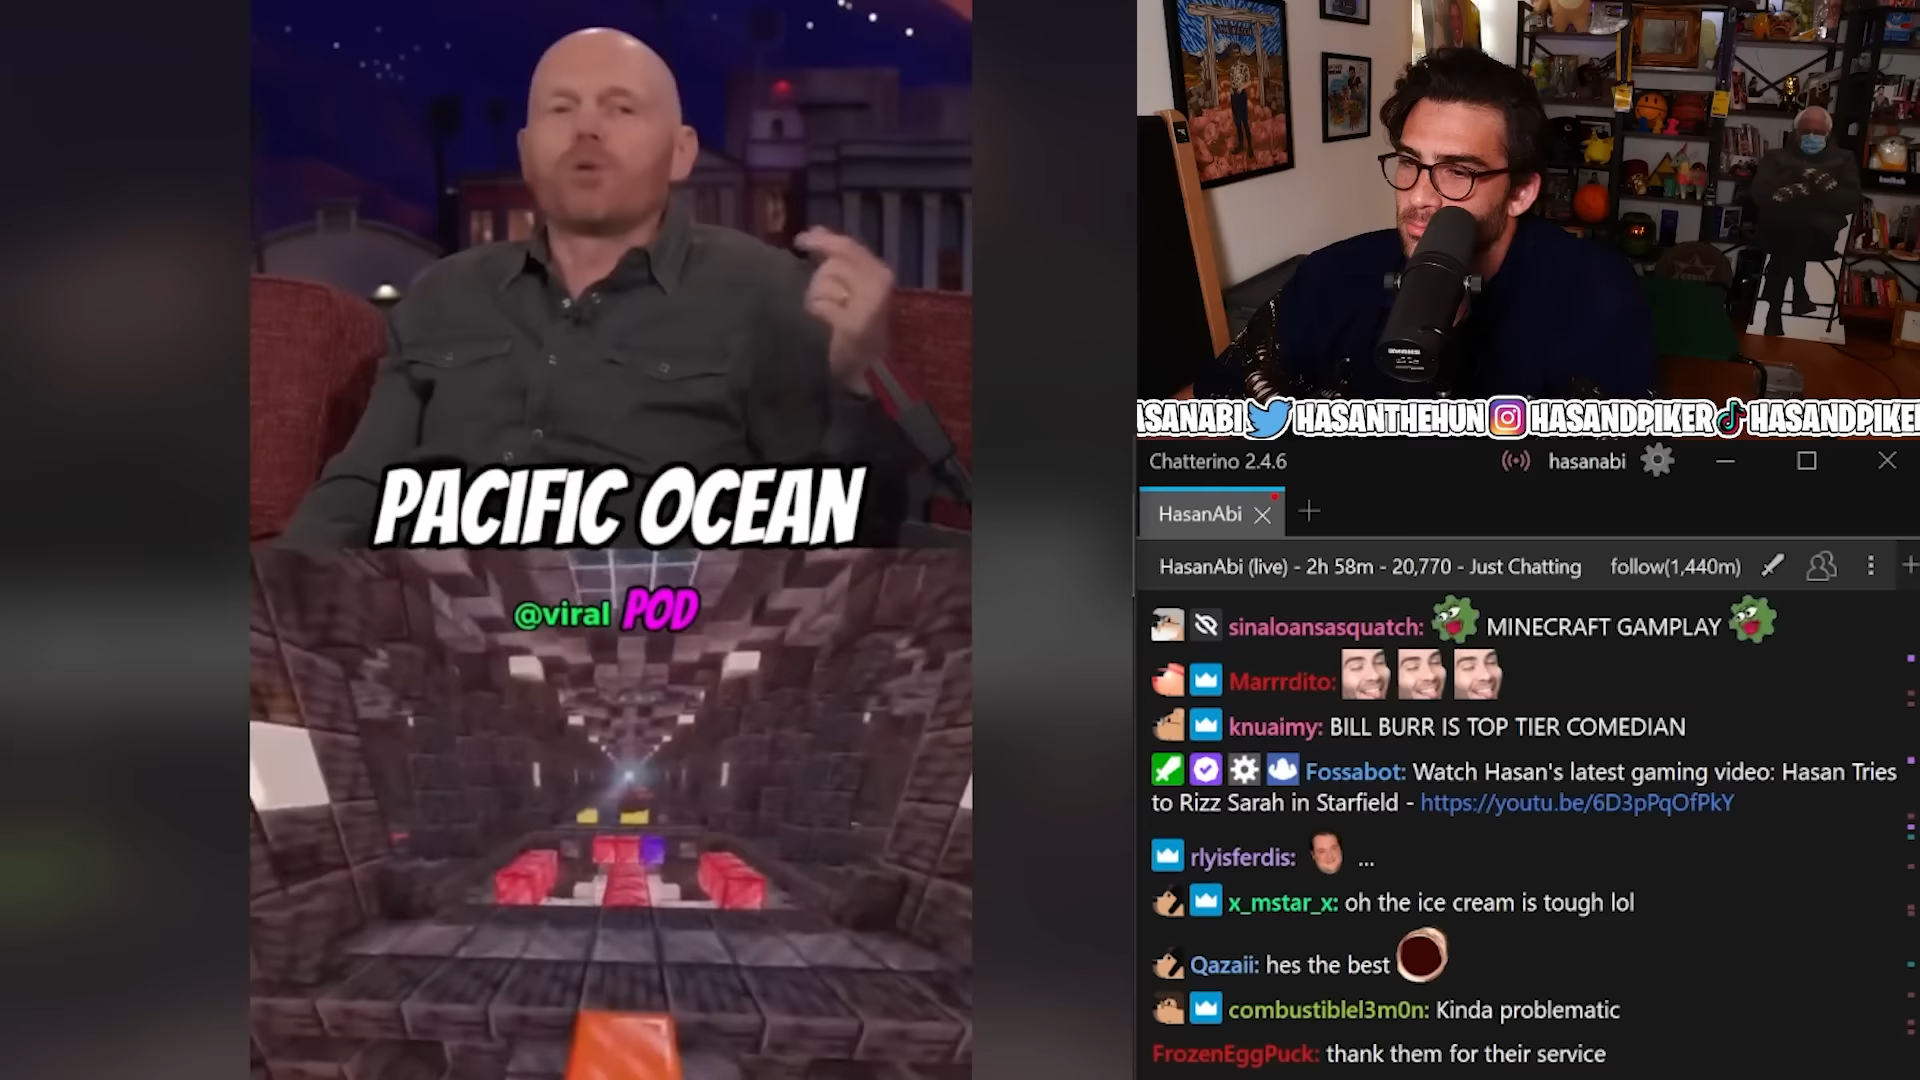 PACIFIC OCEAN
@viral POD
ASANABI HASANTHEHUN HASANDPIKER HASANDPIKE
Chatterino 2.4.6
hasanabi
HasanAbi
HasanAbi (live) - 2h 58m - 20,770 - Just Chatting follow(1,440m)
sinaloansasquatch: MINECRAFT GAMPLAY
Marrrdito:
knuaimy: BILL BURR IS TOP TIER COMEDIAN
Fossabot: Watch Hasan's latest gaming video: Hasan Tries
to Rizz Sarah in Starfield - https://youtu.be/6D3pPqOfPkY
rlyisferdis: ...
x_mstar_x: oh the ice cream is tough lol
Qazaii: hes the best
combustiblel3m0n: Kinda problematic
FrozenEggPuck: thank them for their service